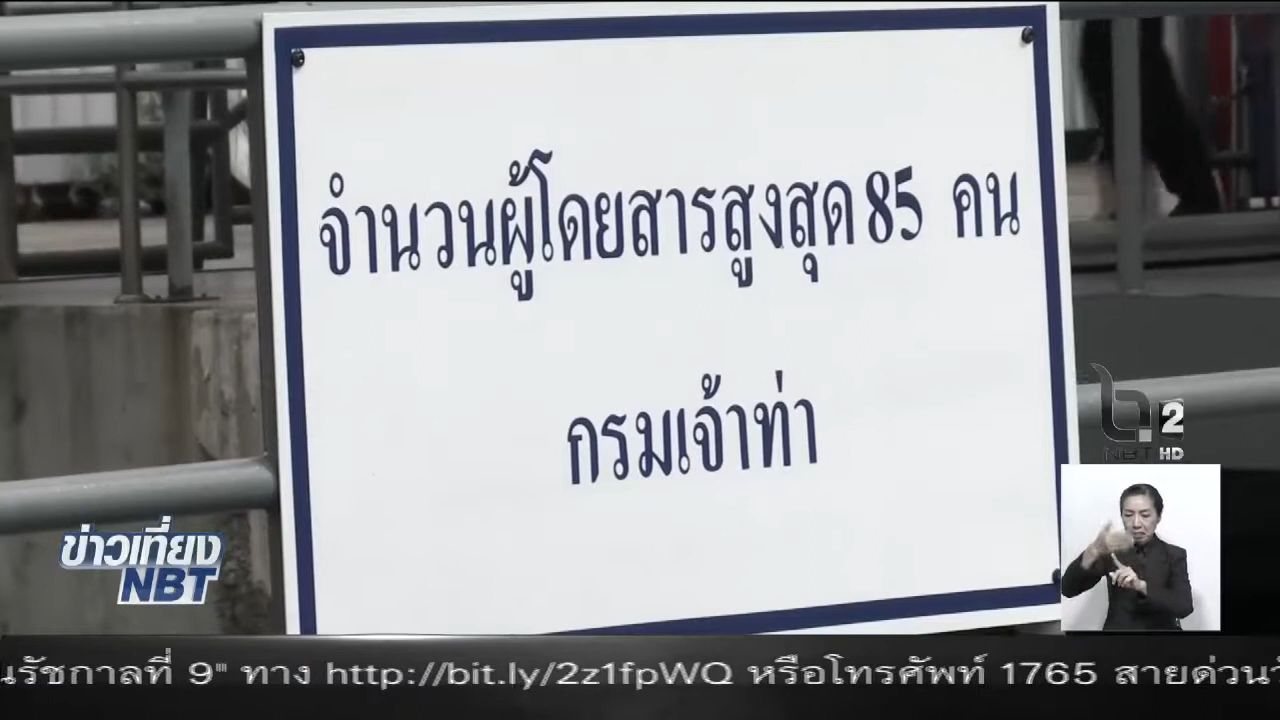 จำนวนผู้โดยสารสูงสุด 85 คน
กรมเจ้าท่า
2
NBT HD
ข่าวเที่ยง
NBT
นรัชกาลที่ 9" ทาง http://bit.ly/2z1fpWQ หรือโทรศัพท์ 1765 สายด่วนวั